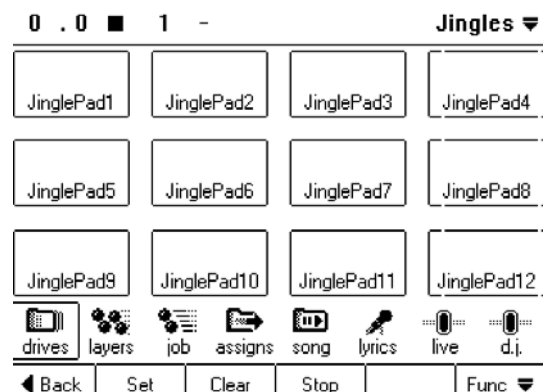 0 . 0 ■ 1 - Jingles
JinglePad1 JinglePad2 JinglePad3 JinglePad4
JinglePad5 JinglePad6 JinglePad7 JinglePad8
JinglePad9 JinglePad10 JinglePad11 JinglePad12
drives layers job assigns song lyrics live d.j.
Back Set Clear Stop Func